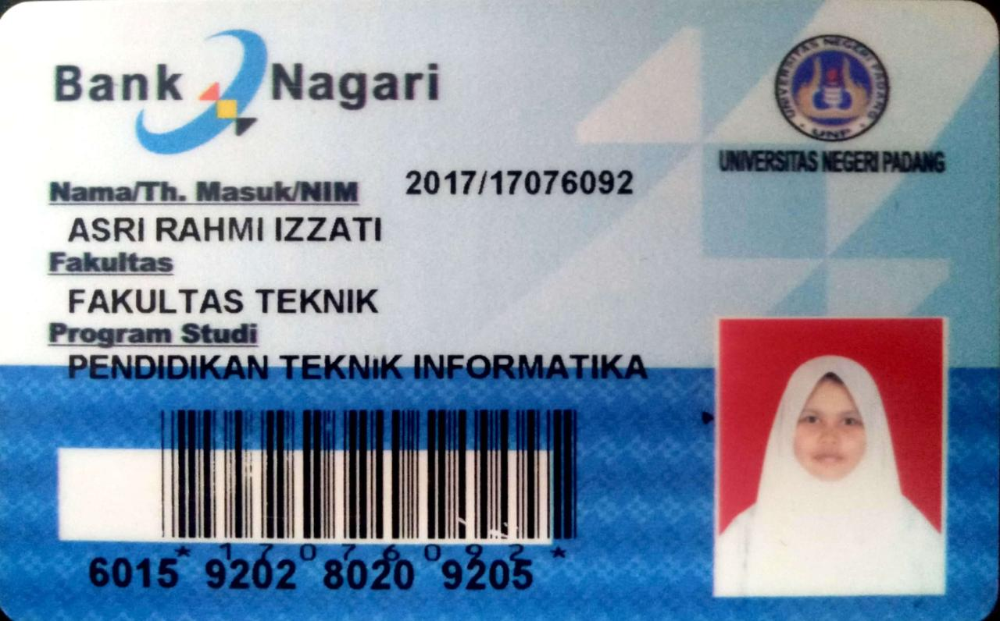 Bank Nagari
UNIVERSITAS NEGERI PADANG
UNP
UNIVERSITAS NEGERI PADANG
Nama/Th. Masuk/NIM 2017/17076092
ASRI RAHMI IZZATI
Fakultas
FAKULTAS TEKNIK
Program Studi
PENDIDIKAN TEKNiK INFORMATIKA
*17076092*
6015 9202 8020 9205